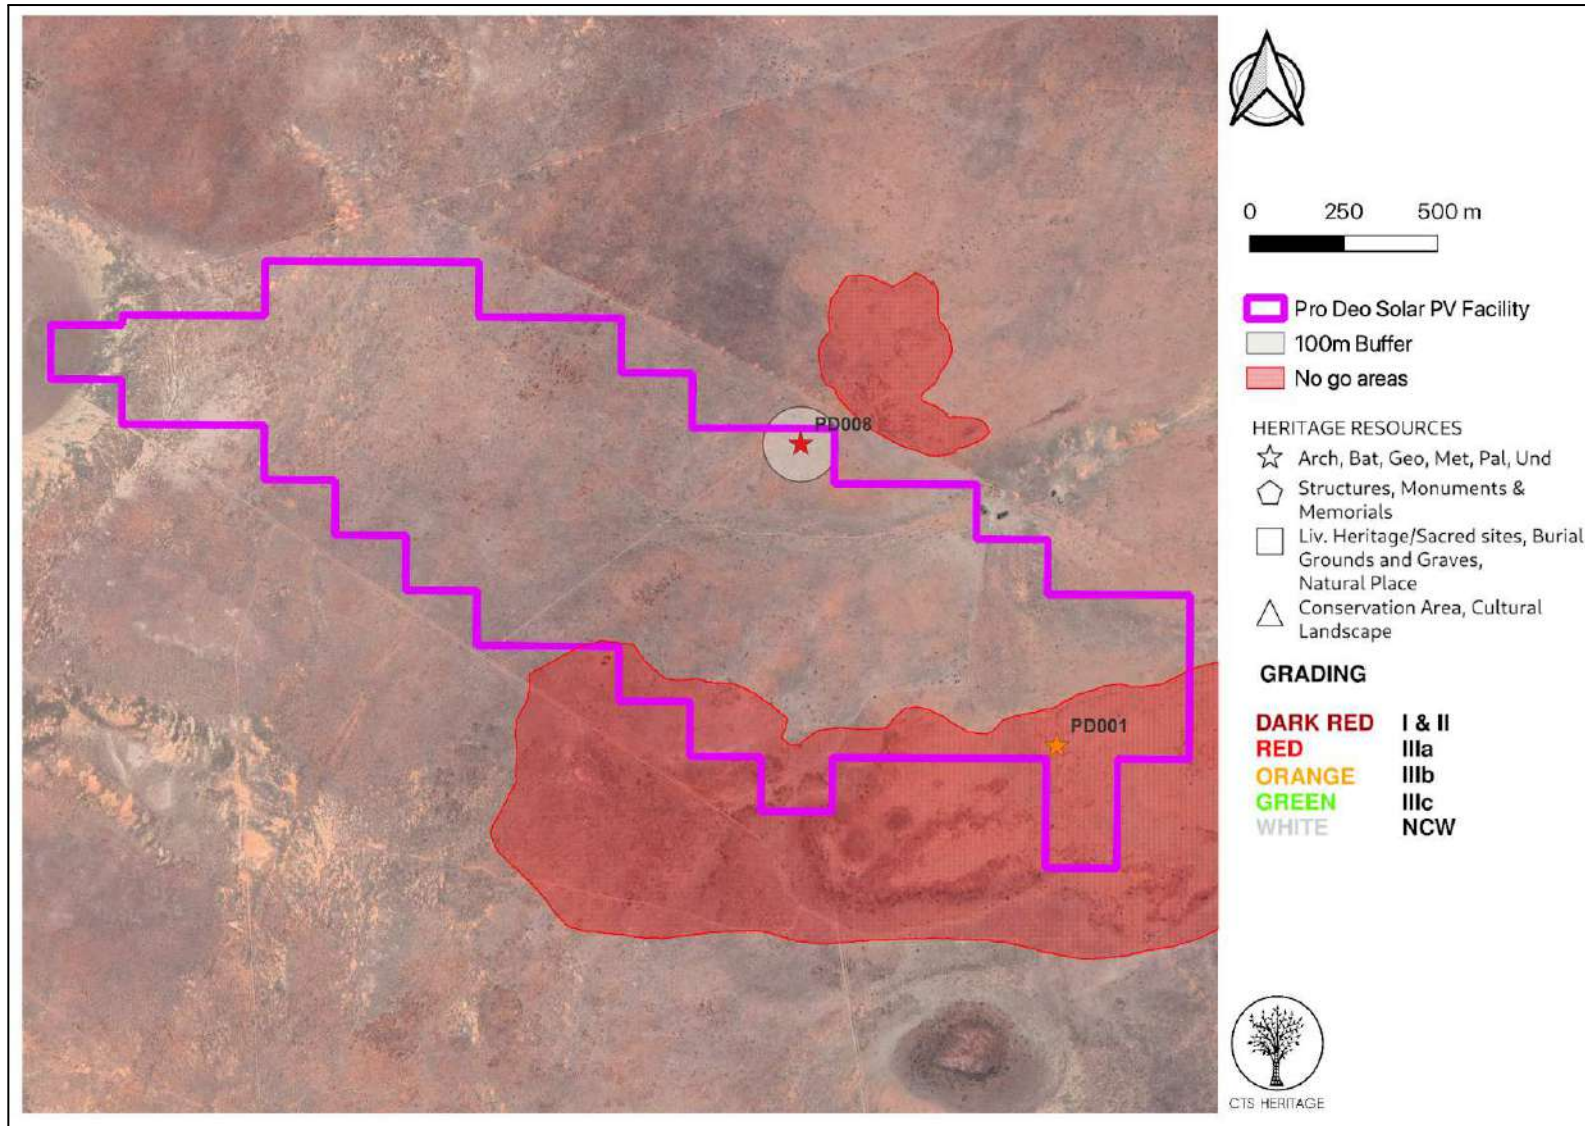 0 250 500 m
Pro Deo Solar PV Facility
100m Buffer
No go areas
HERITAGE RESOURCES
Arch, Bat, Geo, Met, Pal, Und
Structures, Monuments &
Memorials
Liv. Heritage/Sacred sites, Burial
Grounds and Graves,
Natural Place
Conservation Area, Cultural
Landscape
GRADING
DARK RED I & II
RED IIIa
ORANGE IIIb
GREEN IIIc
WHITE NCW
PD008
PD001
CTS HERITAGE